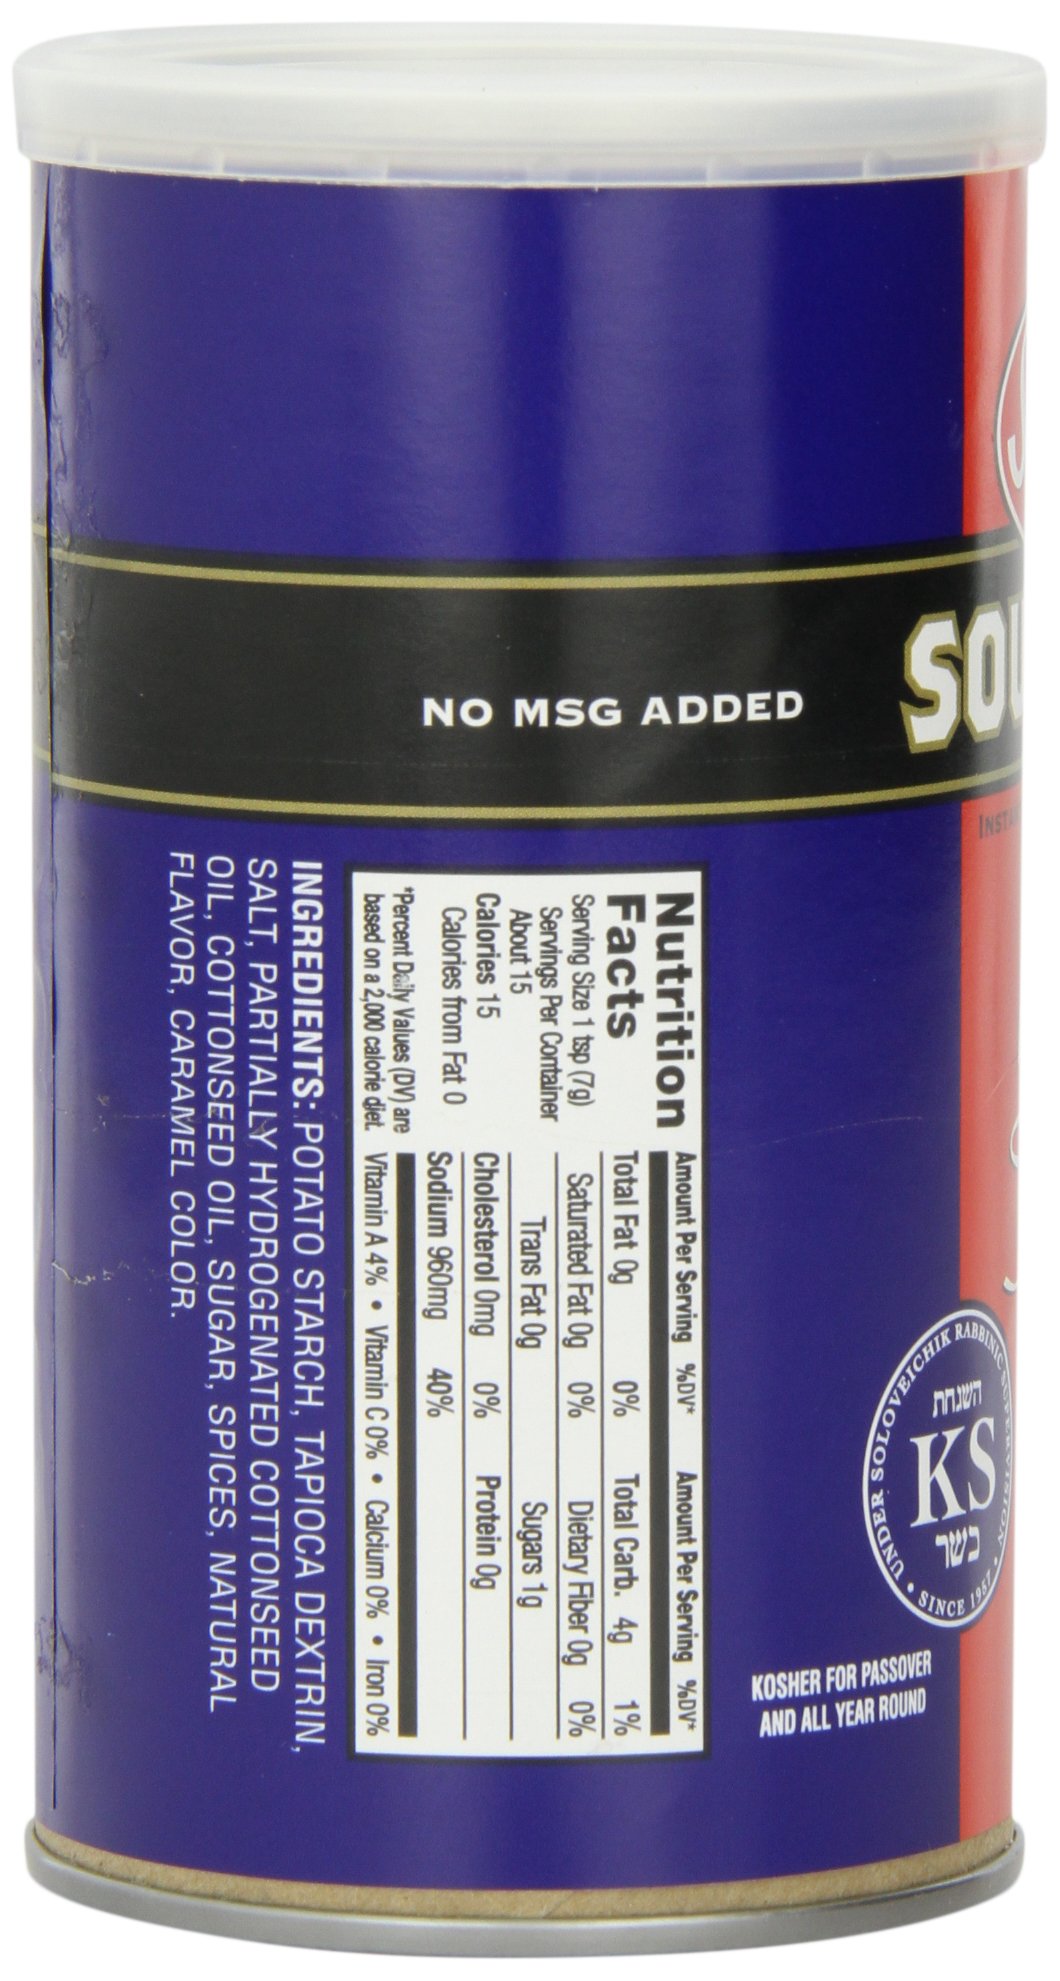 NO MSG ADDED
SOU
INSTA
Nutrition
Facts
Serving Size 1 tsp (7g)
Servings Per Container
About 15
Calories 15
Calories from Fat 0
*Percent Daily Values (DV) are
based on a 2,000 calorie diet.
Amount Per Serving %DV* Amount Per Serving %DV*
Total Fat 0g 0% Total Carb. 4g 1%
Saturated Fat 0g 0% Dietary Fiber 0g 0%
Trans Fat 0g Sugars 1g
Cholesterol 0mg 0% Protein 0g
Sodium 960mg 40%
Vitamin A 4% • Vitamin C 0% • Calcium 0% • Iron 0%
INGREDIENTS: POTATO STARCH, TAPIOCA DEXTRIN,
SALT, PARTIALLY HYDROGENATED COTTONSEED
OIL, COTTONSEED OIL, SUGAR, SPICES, NATURAL
FLAVOR, CARAMEL COLOR.
UNDER SOLOVEICHIK RABBINIC SUPERVISION
השגחת
KS
כשר
• SINCE 1957 •
KOSHER FOR PASSOVER
AND ALL YEAR ROUND